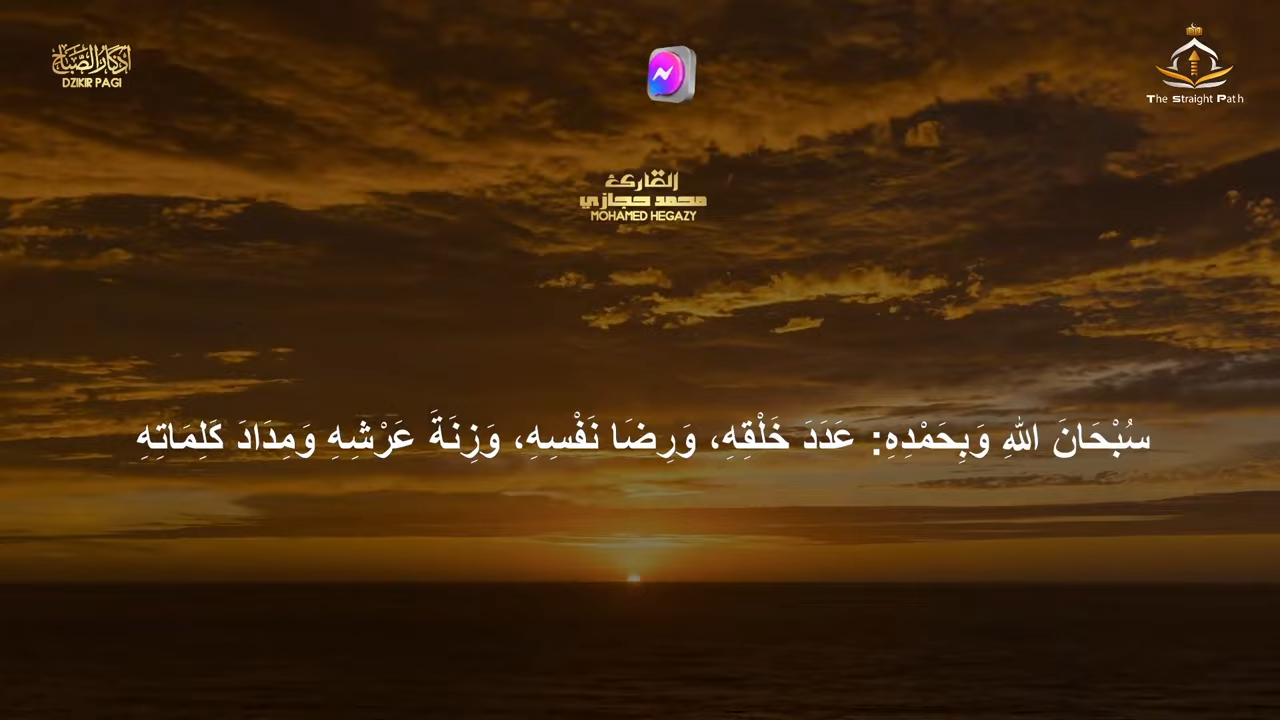 أذكار الصباح
DZIKIR PAGI
The Straight Path
القارئ
محمد حجازي
MOHAMED HEGAZY
سُبْحَانَ اللهِ وَبِحَمْدِهِ: عَدَدَ خَلْقِهِ، وَرِضَا نَفْسِهِ، وَزِنَةَ عَرْشِهِ وَمِدَادَ كَلِمَاتِهِ